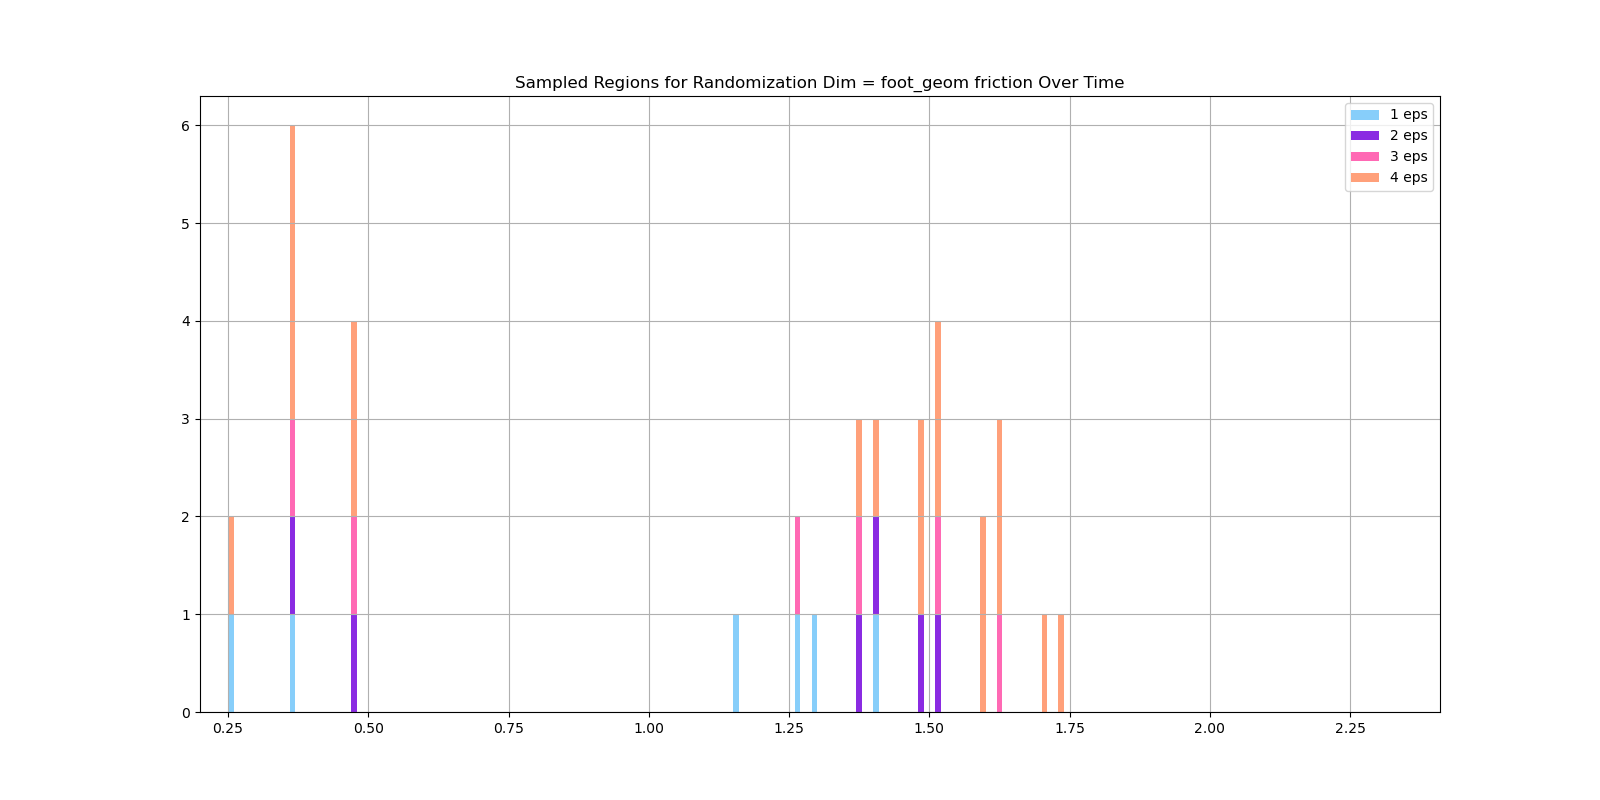 Sampled Regions for Randomization Dim = foot_geom friction Over Time
1 eps
2 eps
3 eps
4 eps
6
5
4
3
2
1
0
0.25 0.50 0.75 1.00 1.25 1.50 1.75 2.00 2.25